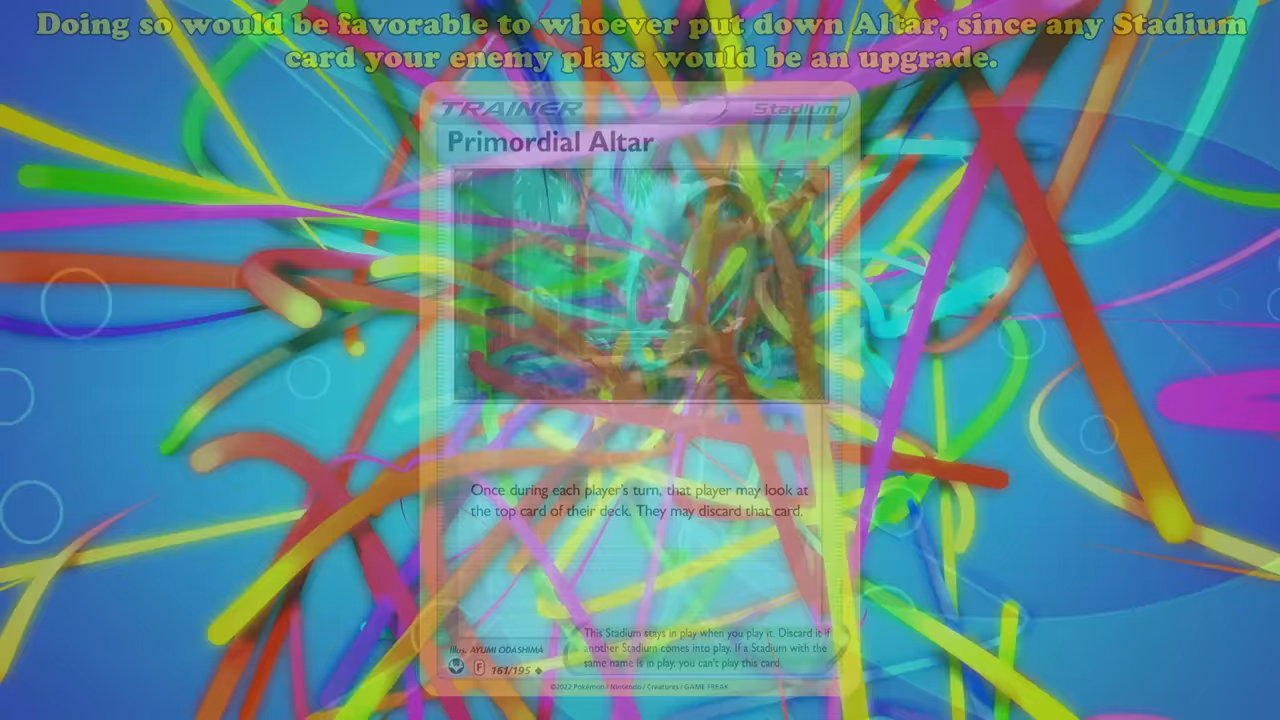 Doing so would be favorable to whoever put down Altar, since any Stadium
card your enemy plays would be an upgrade.
TRAINER Stadium
Primordial Altar
Once during each player's turn, that player may look at
the top card of their deck. They may discard that card.
This Stadium stays in play when you play it. Discard it if
another Stadium comes into play. If a Stadium with the
same name is in play, you can't play this card.
Illus. AYUMI ODASHIMA
F 161/195
©2022 Pokémon / Nintendo / Creatures / GAME FREAK